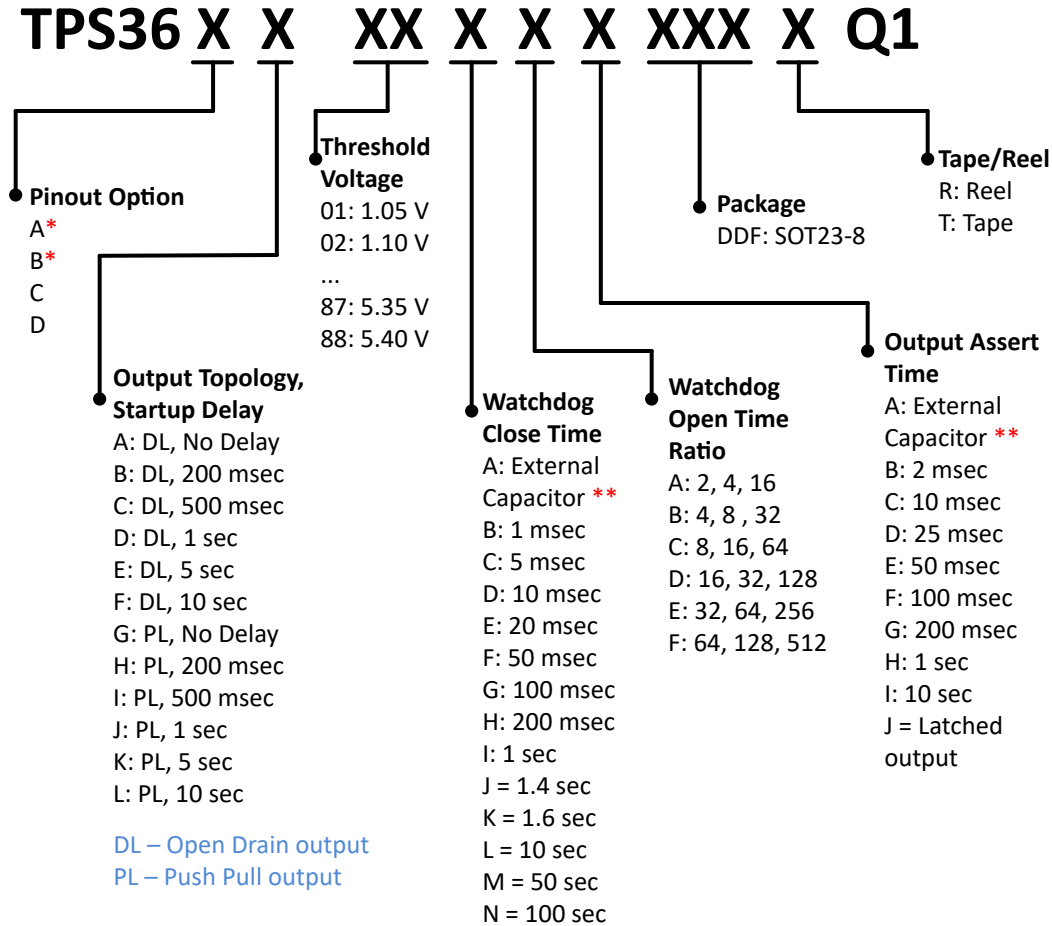 TPS36 X X XX X X X XXX X Q1
Pinout Option
A*
B*
C
D
Output Topology,
Startup Delay
A: DL, No Delay
B: DL, 200 msec
C: DL, 500 msec
D: DL, 1 sec
E: DL, 5 sec
F: DL, 10 sec
G: PL, No Delay
H: PL, 200 msec
I: PL, 500 msec
J: PL, 1 sec
K: PL, 5 sec
L: PL, 10 sec
DL – Open Drain output
PL – Push Pull output
Threshold
Voltage
01: 1.05 V
02: 1.10 V
...
87: 5.35 V
88: 5.40 V
Watchdog
Close Time
A: External
Capacitor **
B: 1 msec
C: 5 msec
D: 10 msec
E: 20 msec
F: 50 msec
G: 100 msec
H: 200 msec
I: 1 sec
J = 1.4 sec
K = 1.6 sec
L = 10 sec
M = 50 sec
N = 100 sec
Watchdog
Open Time
Ratio
A: 2, 4, 16
B: 4, 8 , 32
C: 8, 16, 64
D: 16, 32, 128
E: 32, 64, 256
F: 64, 128, 512
Package
DDF: SOT23-8
Output Assert
Time
A: External
Capacitor **
B: 2 msec
C: 10 msec
D: 25 msec
E: 50 msec
F: 100 msec
G: 200 msec
H: 1 sec
I: 10 sec
J = Latched
output
Tape/Reel
R: Reel
T: Tape